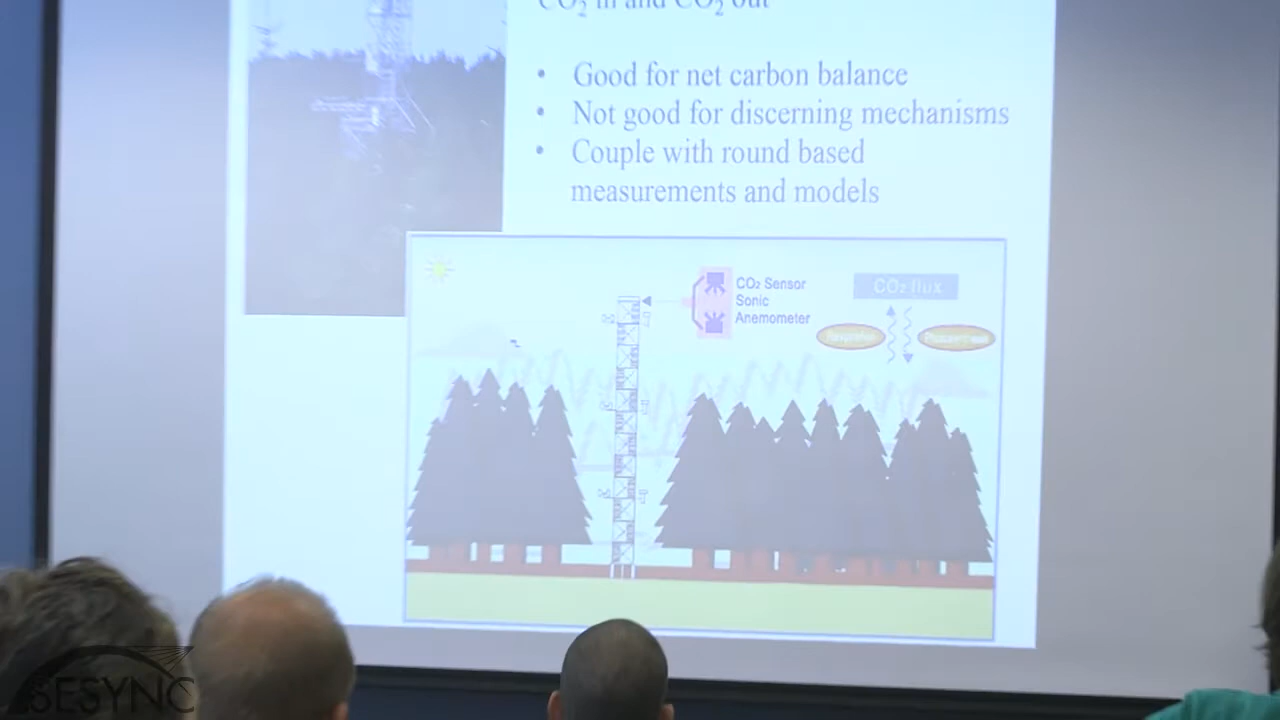 CO₂ in and CO₂ out
• Good for net carbon balance
• Not good for discerning mechanisms
• Couple with round based
measurements and models
CO₂ Sensor
Sonic
Anemometer
CO₂ flux
SESYNC